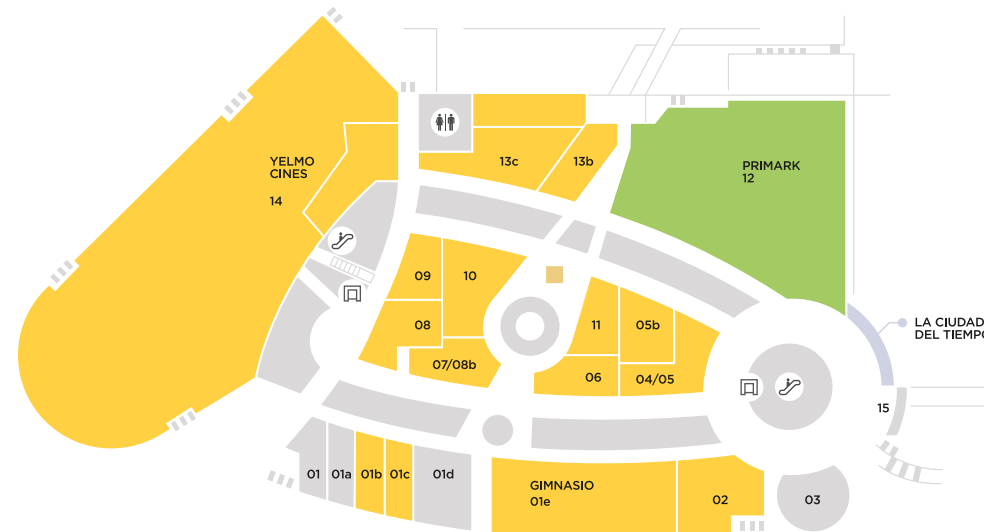 YELMO
CINES
14
13c
13b
PRIMARK
12
09
10
08
07/08b
11
05b
06
04/05
LA CIUDAD
DEL TIEMPO
15
01
01a
01b
01c
01d
GIMNASIO
01e
02
03